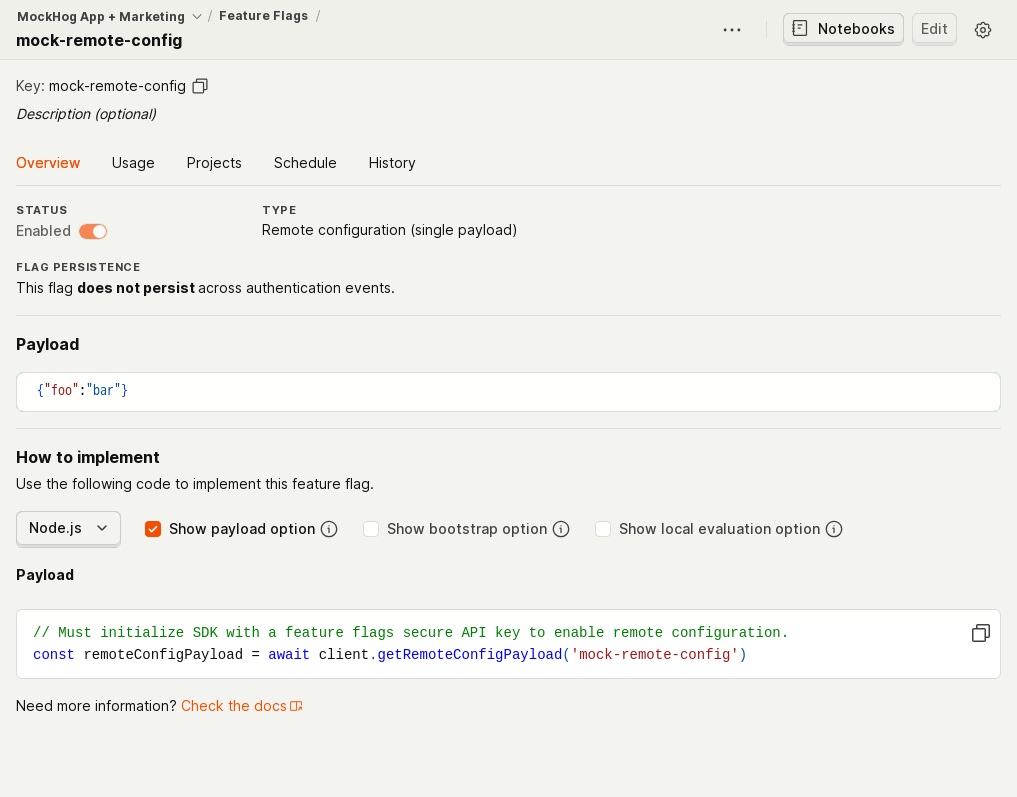 MockHog App + Marketing / Feature Flags /
mock-remote-config
Notebooks
Edit
Key: mock-remote-config
Description (optional)
Overview Usage Projects Schedule History
STATUS
Enabled
TYPE
Remote configuration (single payload)
FLAG PERSISTENCE
This flag does not persist across authentication events.
Payload
{"foo":"bar"}
How to implement
Use the following code to implement this feature flag.
Node.js Show payload option Show bootstrap option Show local evaluation option
Payload
// Must initialize SDK with a feature flags secure API key to enable remote configuration.
const remoteConfigPayload = await client.getRemoteConfigPayload('mock-remote-config')
Need more information? Check the docs